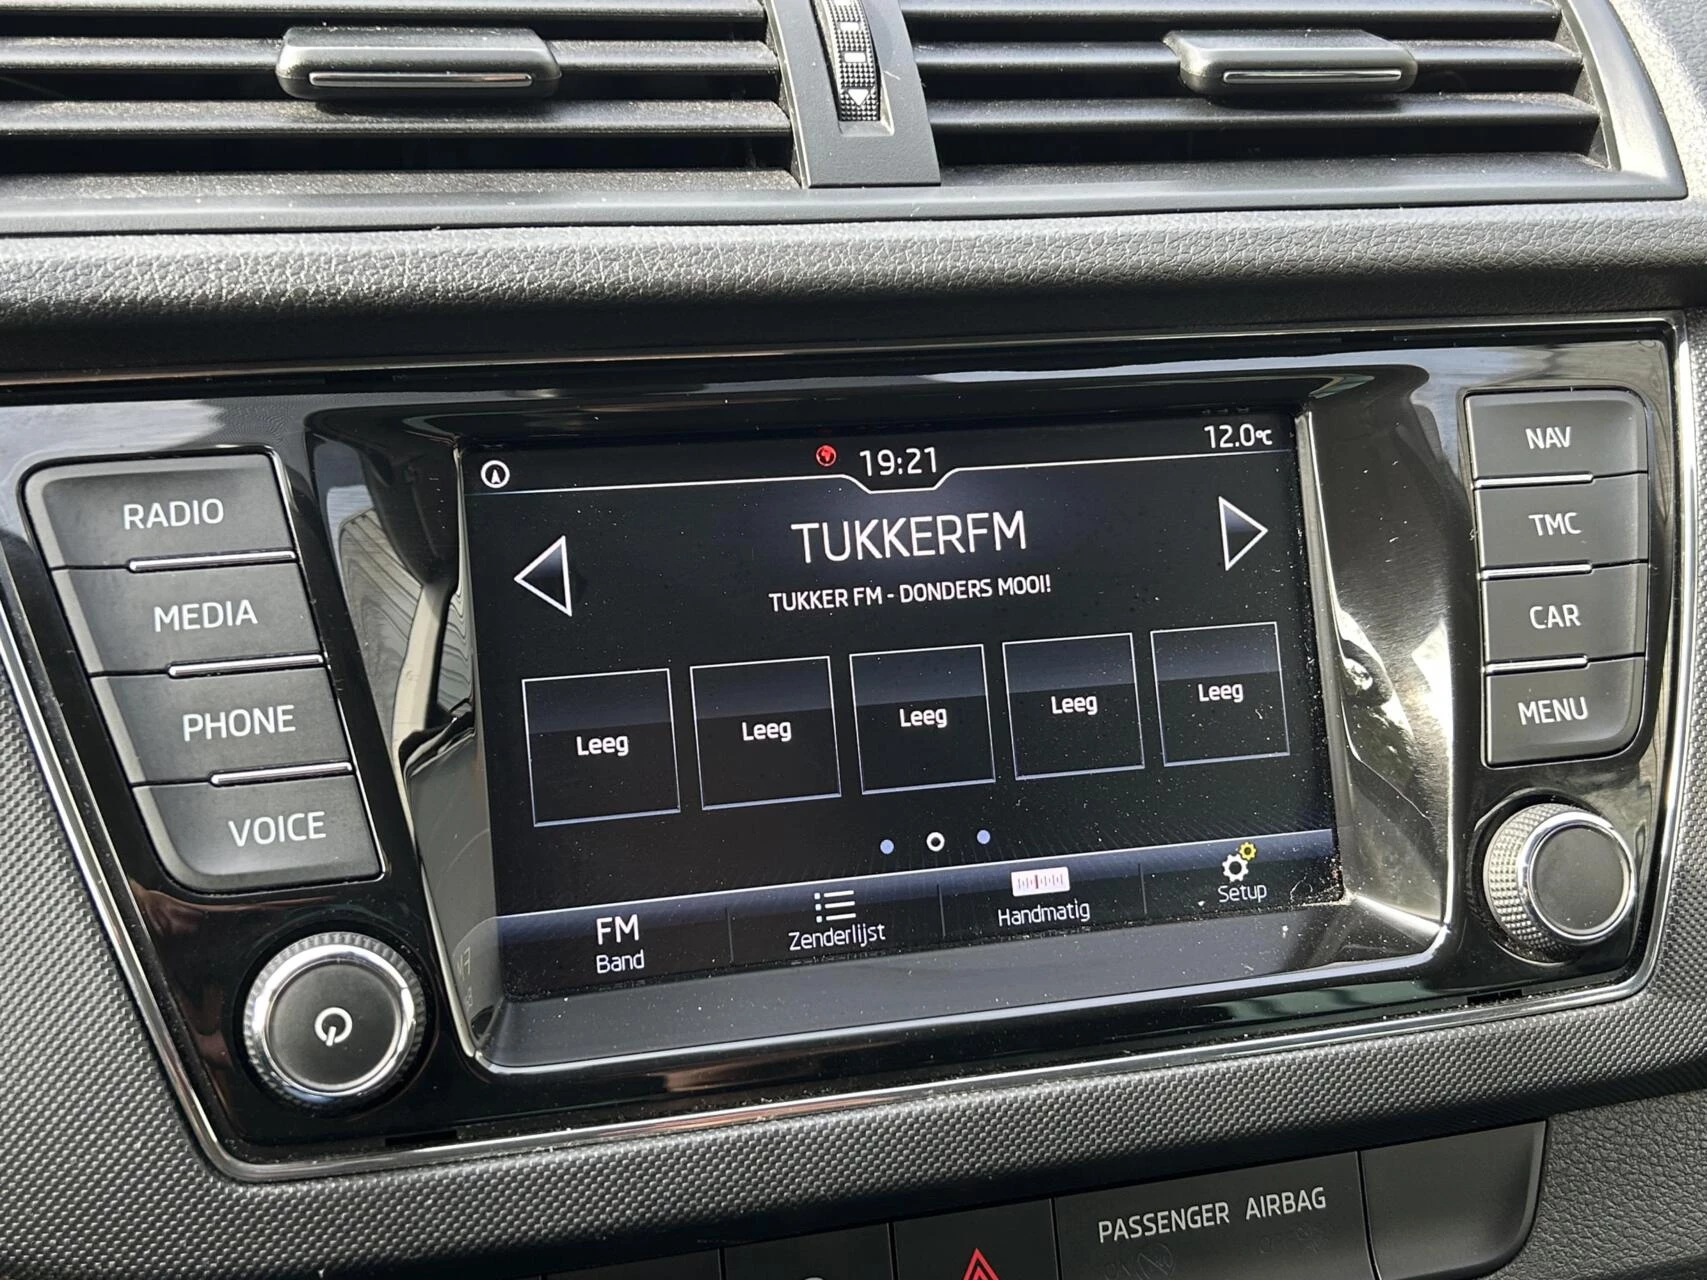 19:21
12.0°C
TUKKERFM
TUKKER FM - DONDERS MOOI!
Leeg
Leeg
Leeg
Leeg
Leeg
FM
Band
Zenderlijst
Handmatig
Setup
RADIO
MEDIA
PHONE
VOICE
NAV
TMC
CAR
MENU
PASSENGER AIRBAG